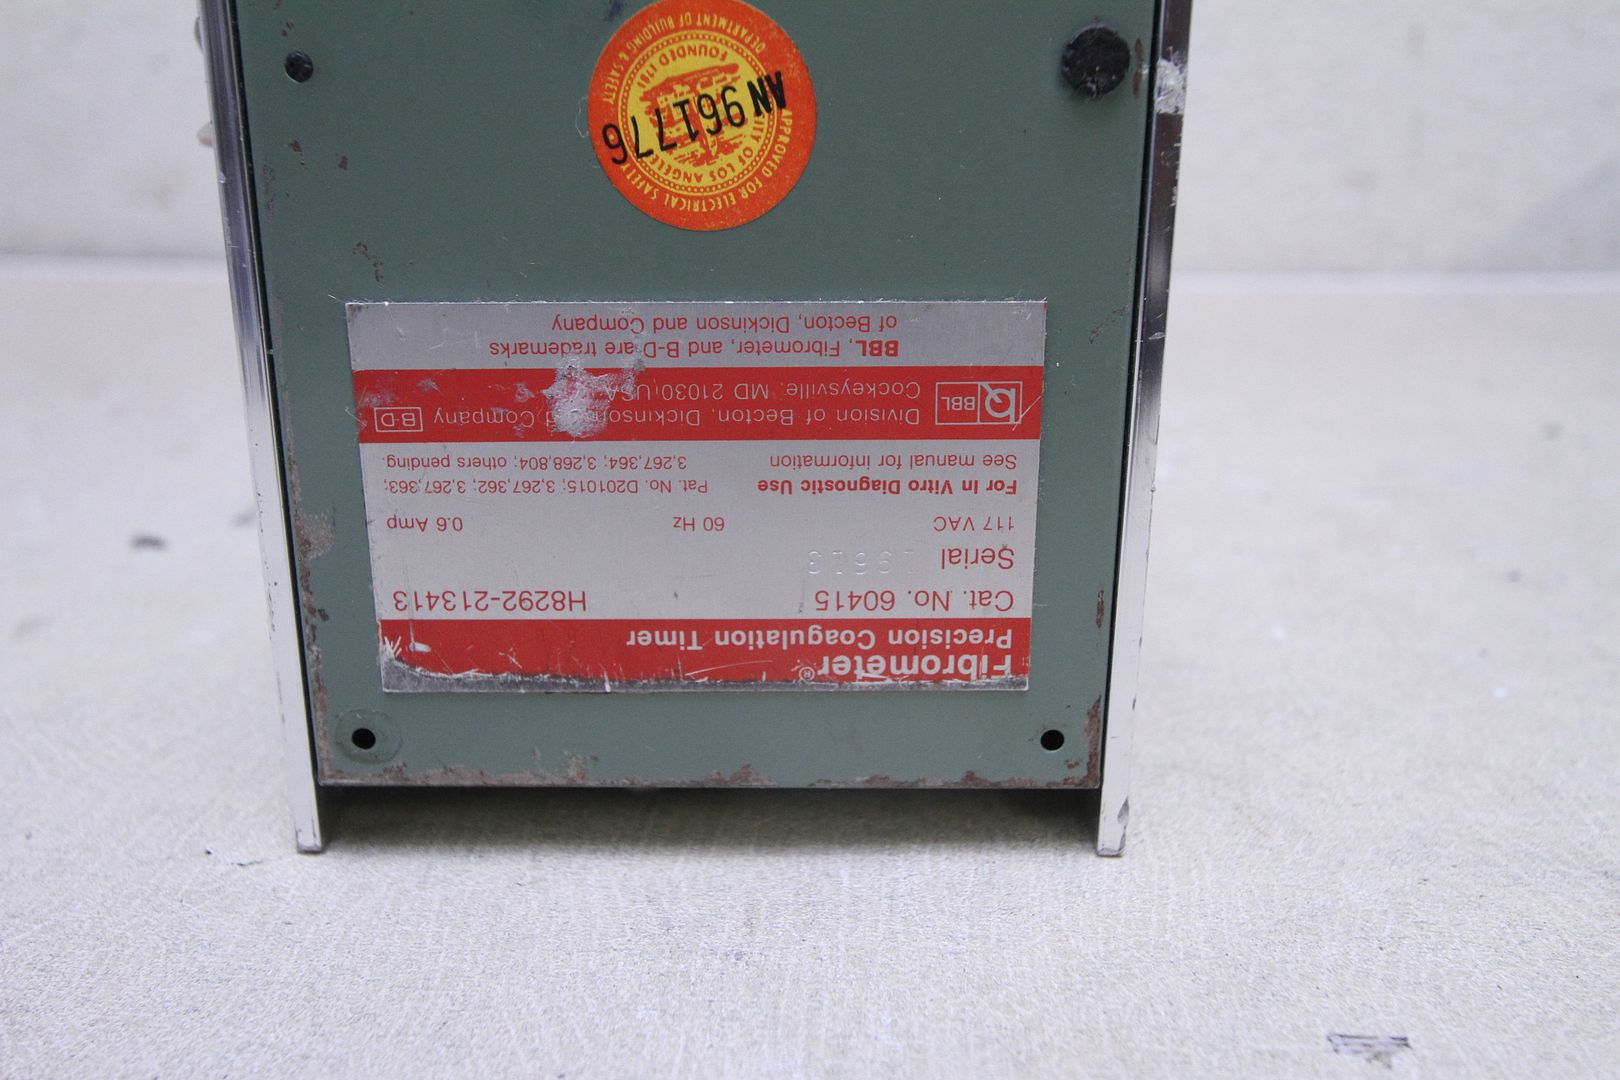 Fibrometer®
Precision Coagulation Timer
Cat. No. 60415 H8292-213413
Serial
117 VAC 60 Hz 0.6 Amp
For In Vitro Diagnostic Use
See manual for information
Pat. No. D201015; 3,267,362; 3,267,363;
3,267,364; 3,268,804; others pending.
BBL
Division of Becton, Dickinson and Company B-D
Cockeysville, MD 21030 USA
BBL, Fibrometer, and B-D are trademarks
of Becton, Dickinson and Company
APPROVED FOR ELECTRICAL SAFETY
CITY OF LOS ANGELES
AN961776
FOUNDED 1781
DEPARTMENT OF BUILDING & SAFETY